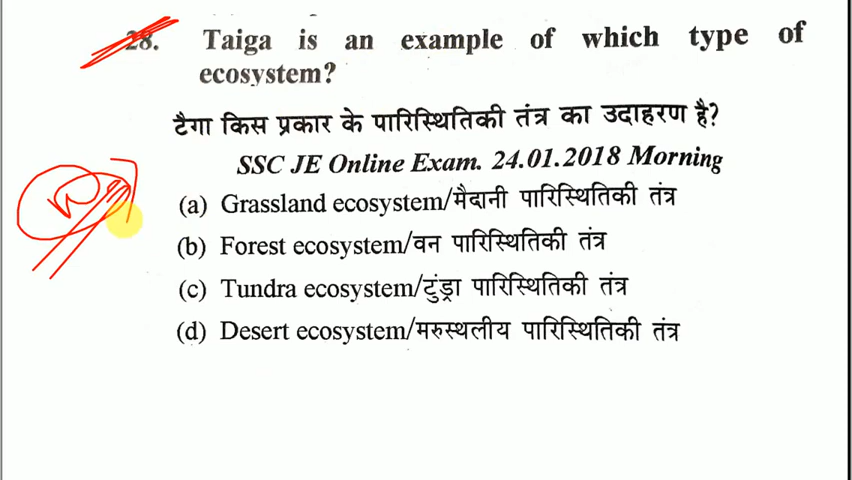 28. Taiga is an example of which type of
ecosystem?
टैगा किस प्रकार के पारिस्थितिकी तंत्र का उदाहरण है?
SSC JE Online Exam. 24.01.2018 Morning
(a) Grassland ecosystem/मैदानी पारिस्थितिकी तंत्र
(b) Forest ecosystem/वन पारिस्थितिकी तंत्र
(c) Tundra ecosystem/टुंड्रा पारिस्थितिकी तंत्र
(d) Desert ecosystem/मरुस्थलीय पारिस्थितिकी तंत्र